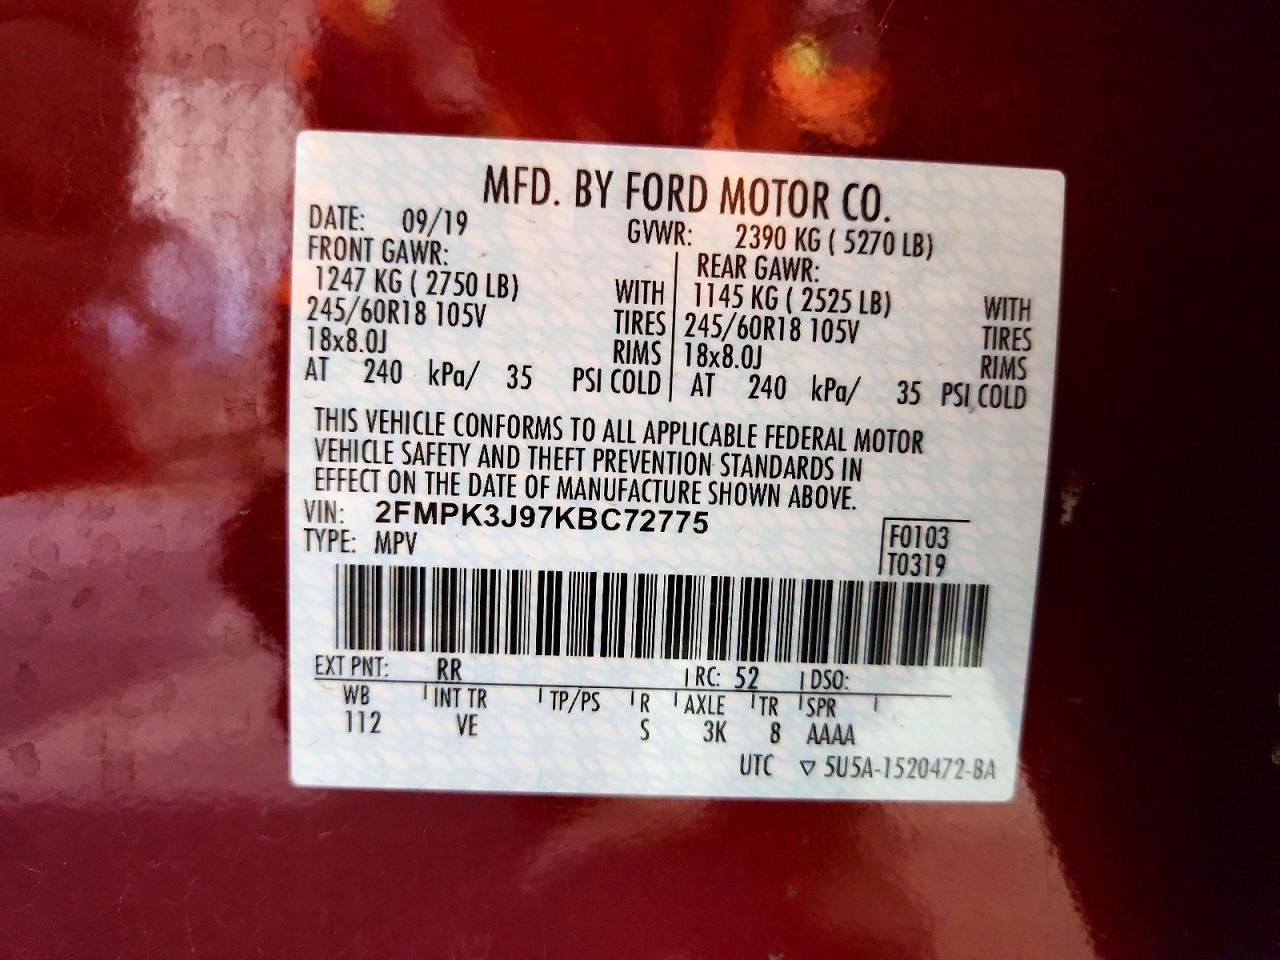 MFD. BY FORD MOTOR CO.
DATE: 09/19 GVWR: 2390 KG ( 5270 LB)
FRONT GAWR: REAR GAWR:
1247 KG ( 2750 LB) WITH 1145 KG ( 2525 LB) WITH
245/60R18 105V TIRES 245/60R18 105V TIRES
18x8.0J RIMS 18x8.0J RIMS
AT 240 kPa/ 35 PSI COLD AT 240 kPa/ 35 PSI COLD
THIS VEHICLE CONFORMS TO ALL APPLICABLE FEDERAL MOTOR
VEHICLE SAFETY AND THEFT PREVENTION STANDARDS IN
EFFECT ON THE DATE OF MANUFACTURE SHOWN ABOVE.
VIN: 2FMPK3J97KBC72775 F0103
TYPE: MPV T0319
EXT PNT: RR RC: 52 DSO:
WB INT TR TP/PS R AXLE TR SPR
112 VE S 3K 8 AAAA
UTC ▽ 5U5A-1520472-BA